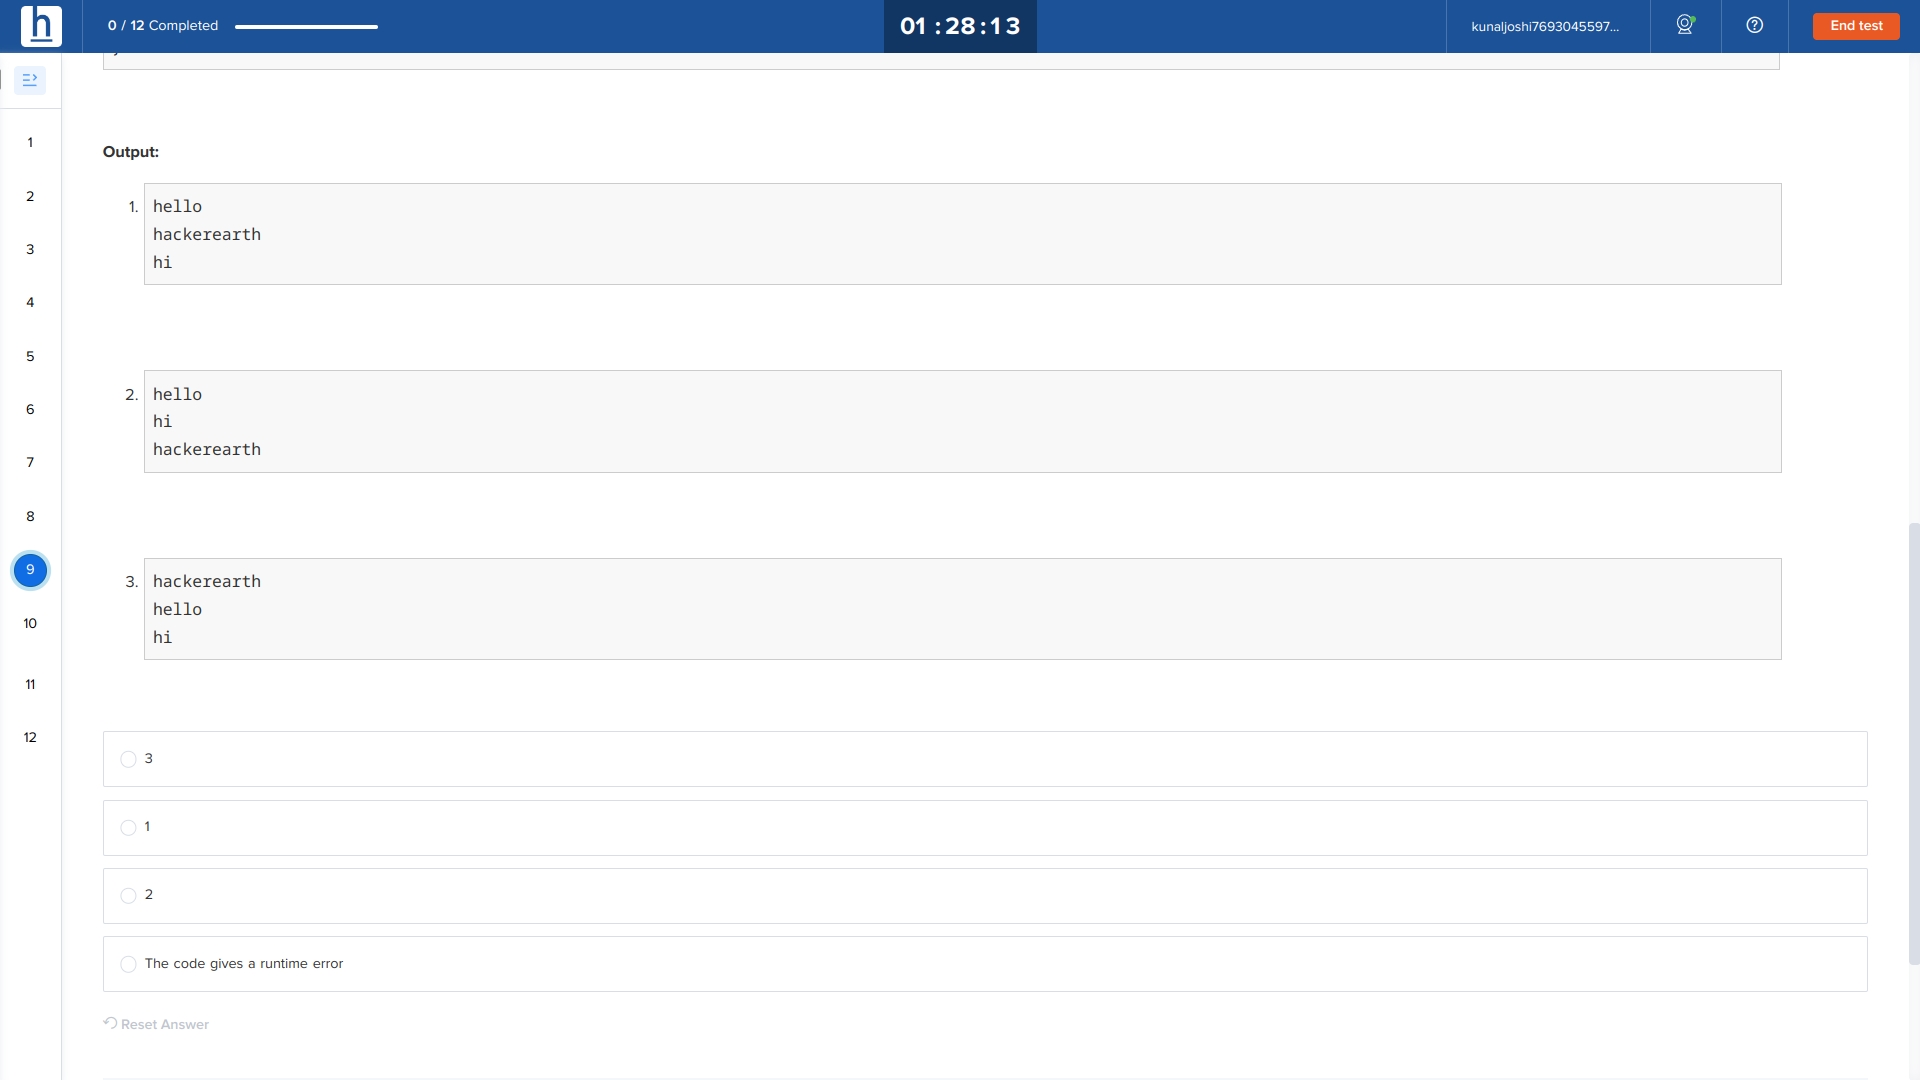 h
0 / 12 Completed
01 : 28 : 13
kunaljoshi7693045597...
End test
1
2
3
4
5
6
7
8
9
10
11
12
Output:
1.
hello
hackerearth
hi
2.
hello
hi
hackerearth
3.
hackerearth
hello
hi
3
1
2
The code gives a runtime error
Reset Answer